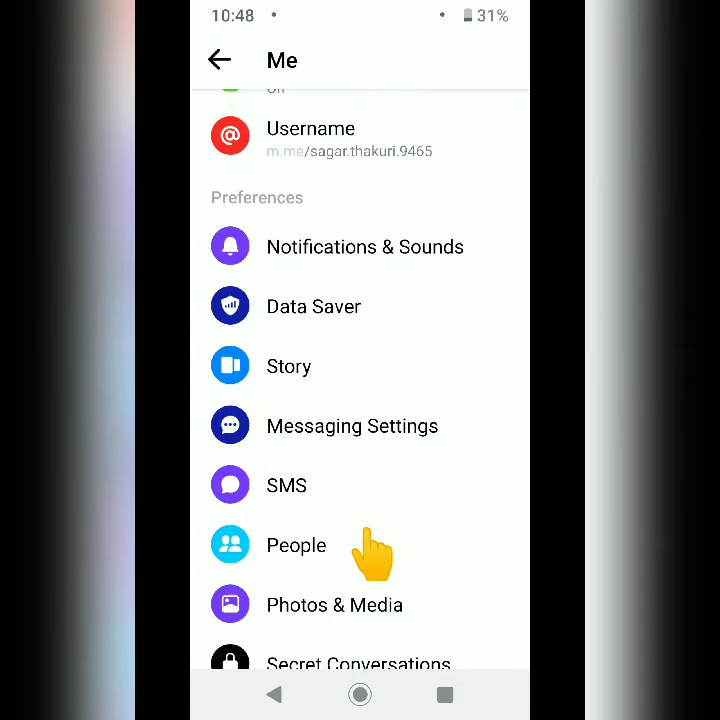 10:48
31%
Me
On
Username
m.me/sagar.thakuri.9465
Preferences
Notifications & Sounds
Data Saver
Story
Messaging Settings
SMS
People
Photos & Media
Secret Conversations